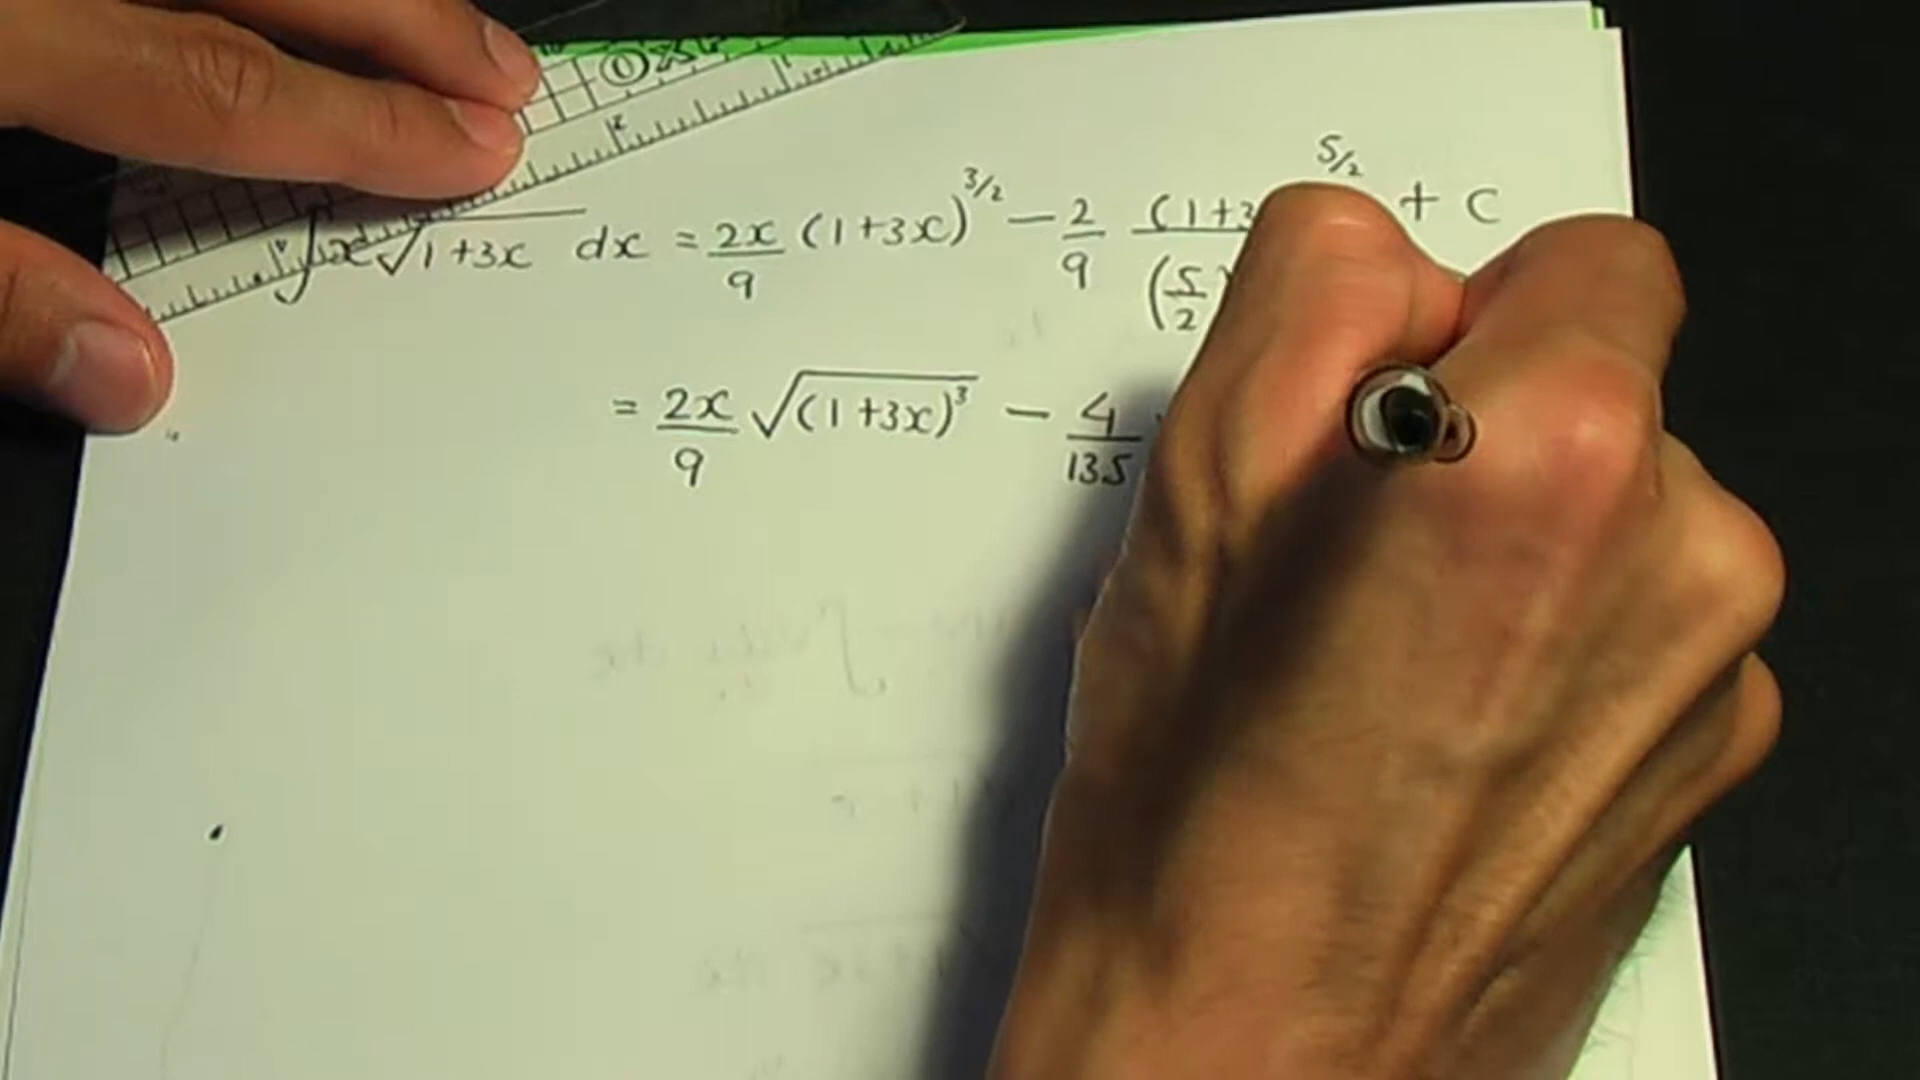 ∫x√1+3x dx = 2x/9 (1+3x)^3/2 − 2/9 (1+3 ^5/2 / (5/2 + C
= 2x/9 √(1+3x)^3 − 4/135